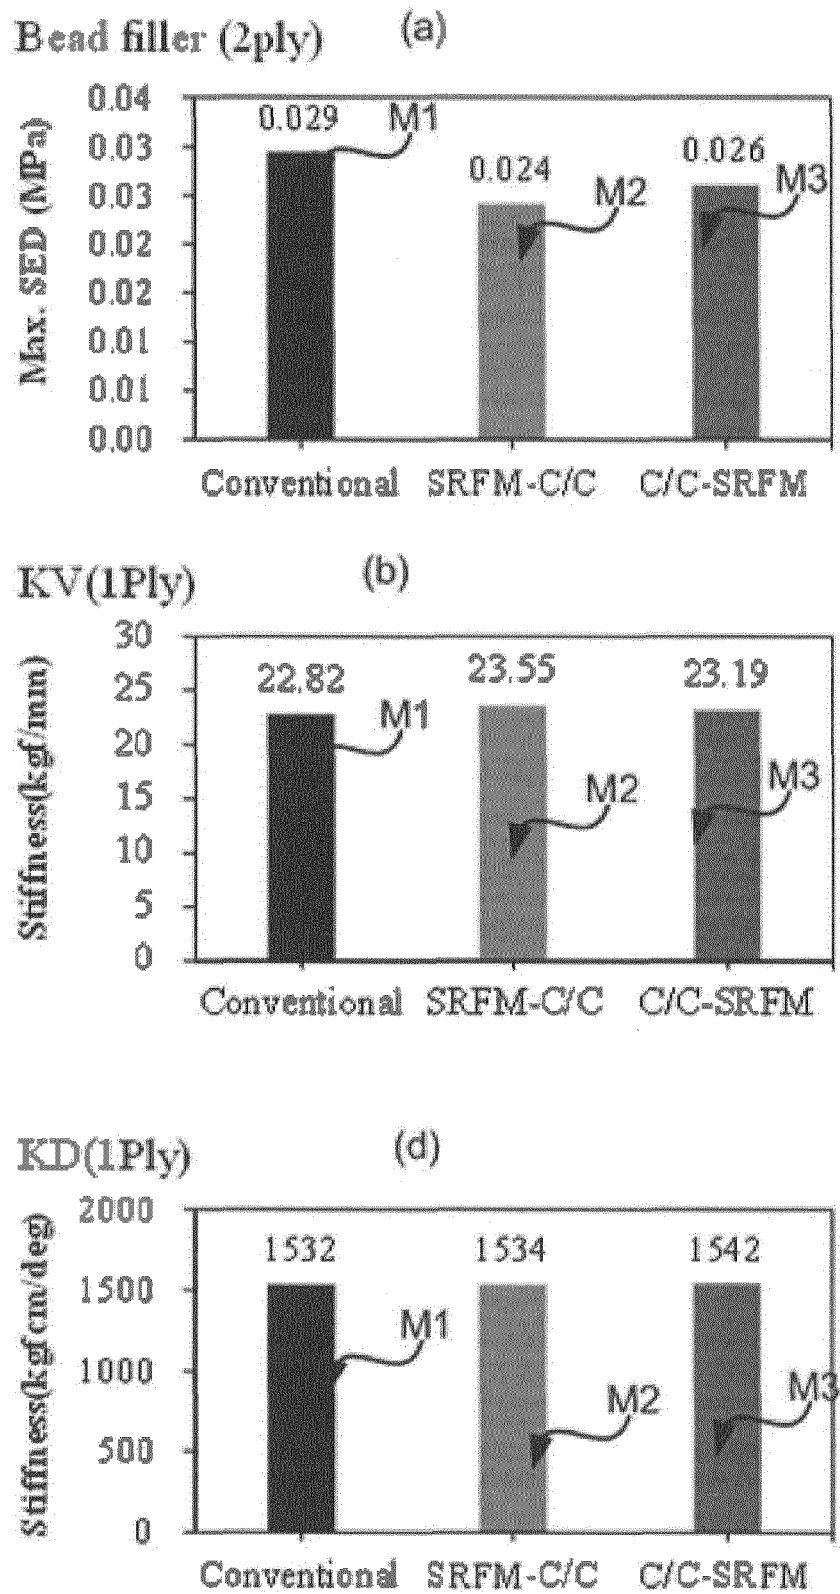 Bead filler (2ply) (a)
Max. SED (MPa)
0.04
0.03
0.03
0.02
0.02
0.01
0.01
0.00
0.029 M1
0.024 M2
0.026 M3
Conventional SRFM-C/C C/C-SRFM
KV(1Ply) (b)
Stiffness(kgf/mm)
30
25
20
15
10
5
0
22.82 M1
23.55 M2
23.19 M3
Conventional SRFM-C/C C/C-SRFM
KD(1Ply) (d)
Stiffness(kgfcm/deg)
2000
1500
1000
500
0
1532 M1
1534 M2
1542 M3
Conventional SRFM-C/C C/C-SRFM